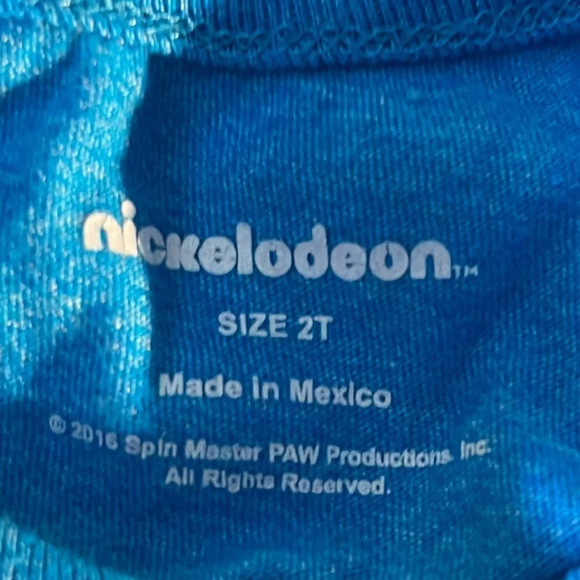 nickelodeon™
SIZE 2T
Made in Mexico
© 2016 Spin Master PAW Productions Inc.
All Rights Reserved.